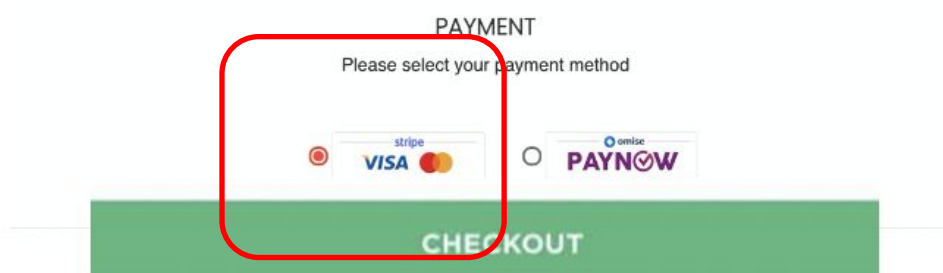 PAYMENT
Please select your payment method
stripe
VISA
omise
PAYNOW
CHECKOUT